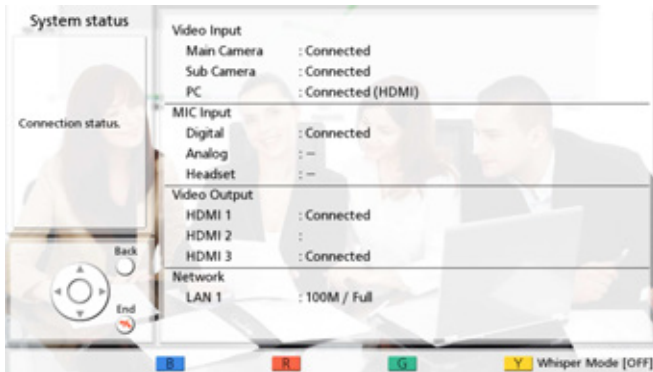 System status
Connection status.
Video Input
Main Camera : Connected
Sub Camera : Connected
PC : Connected (HDMI)
MIC Input
Digital : Connected
Analog : —
Headset : —
Video Output
HDMI 1 : Connected
HDMI 2 :
HDMI 3 : Connected
Network
LAN 1 : 100M / Full
Back
End
B R G Y Whisper Mode [OFF]